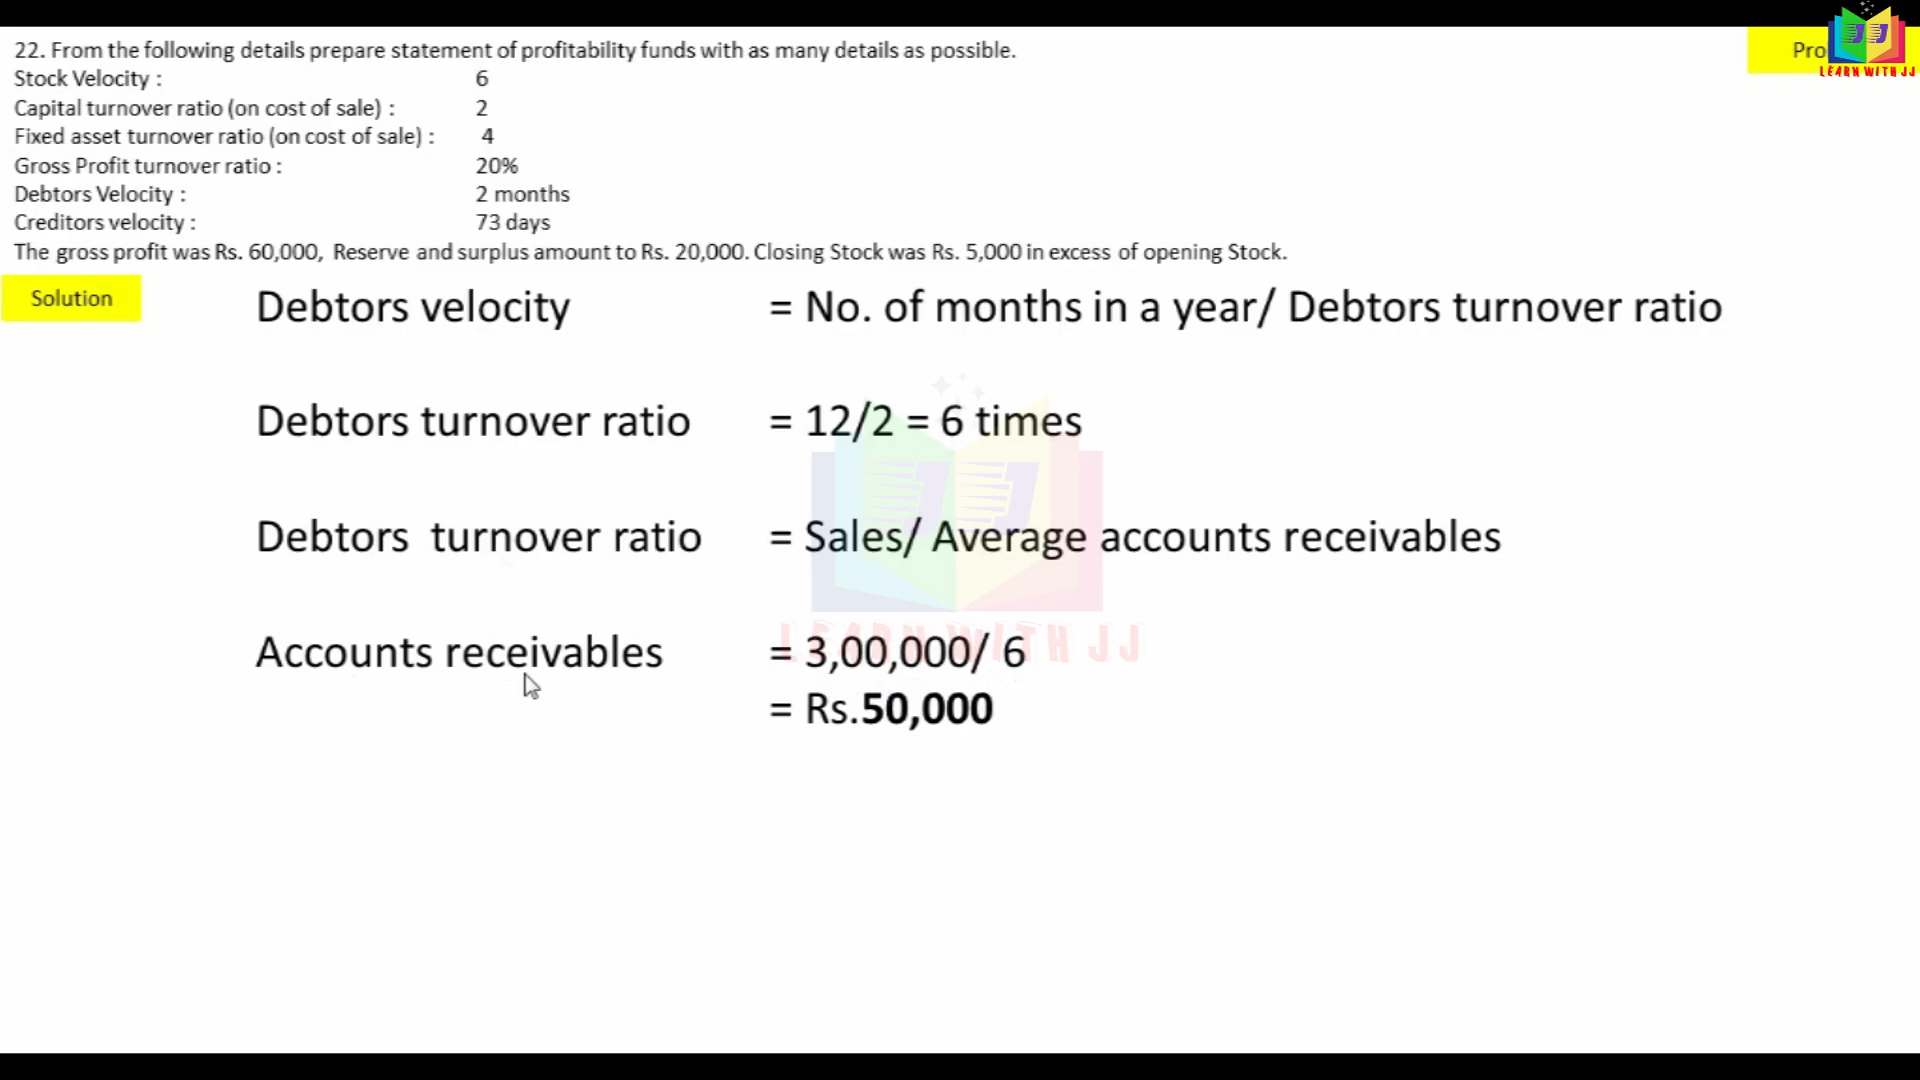 22. From the following details prepare statement of profitability funds with as many details as possible.
Pro
LEARN WITH JJ
Stock Velocity : 6
Capital turnover ratio (on cost of sale) : 2
Fixed asset turnover ratio (on cost of sale) : 4
Gross Profit turnover ratio : 20%
Debtors Velocity : 2 months
Creditors velocity : 73 days
The gross profit was Rs. 60,000, Reserve and surplus amount to Rs. 20,000. Closing Stock was Rs. 5,000 in excess of opening Stock.
Solution
Debtors velocity = No. of months in a year/ Debtors turnover ratio
Debtors turnover ratio = 12/2 = 6 times
Debtors turnover ratio = Sales/ Average accounts receivables
Accounts receivables = 3,00,000/ 6
= Rs.50,000
LEARN WITH JJ